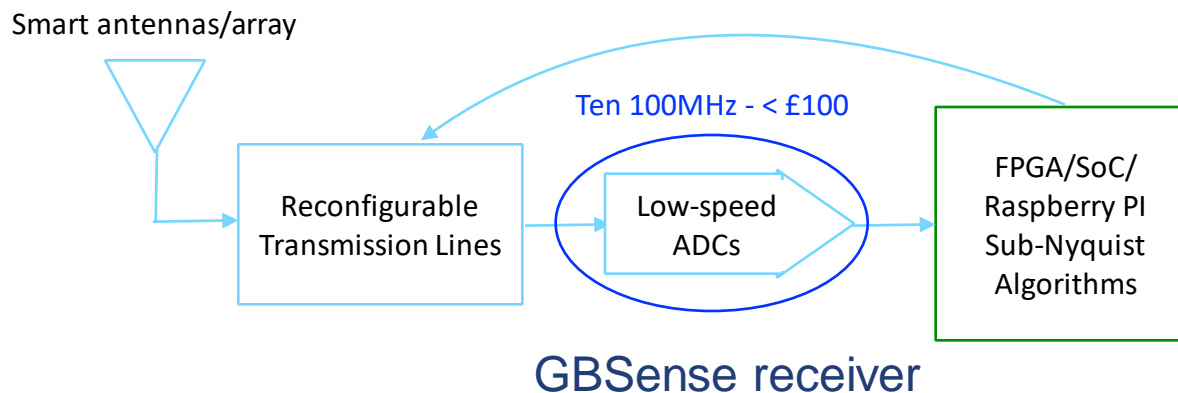 Smart antennas/array
Ten 100MHz - < £100
Reconfigurable
Transmission Lines
Low-speed
ADCs
FPGA/SoC/
Raspberry PI
Sub-Nyquist
Algorithms
GBSense receiver